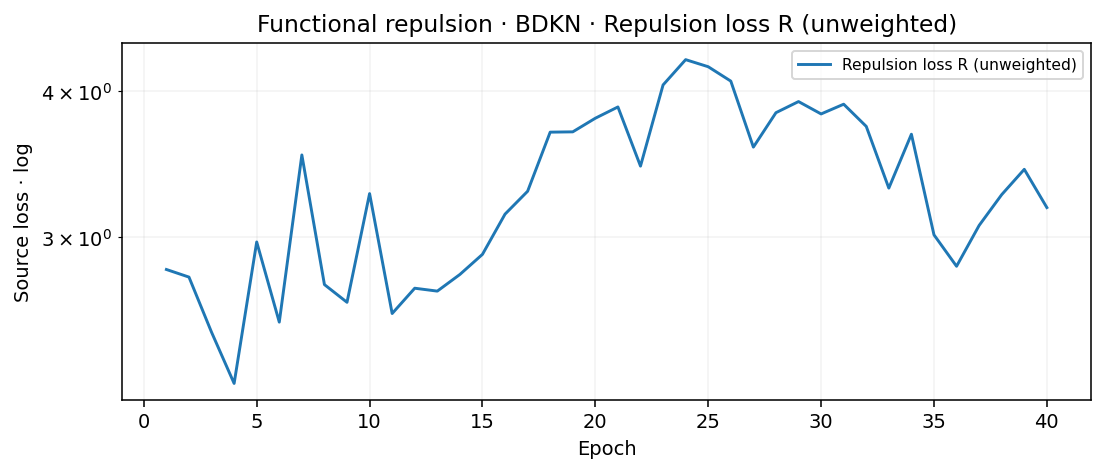 Functional repulsion · BDKN · Repulsion loss R (unweighted)
Repulsion loss R (unweighted)
4 × 10⁰
3 × 10⁰
Source loss · log
0 5 10 15 20 25 30 35 40
Epoch